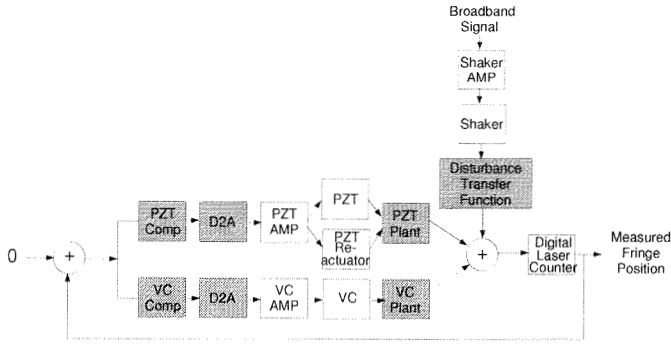 Broadband
Signal
Shaker
AMP
Shaker
Disturbance
Transfer
Function
PZT
Comp
D2A
PZT
AMP
PZT
PZT
Re-
actuator
PZT
Plant
0
+
+
Digital
Laser
Counter
Measured
Fringe
Position
VC
Comp
D2A
VC
AMP
VC
VC
Plant